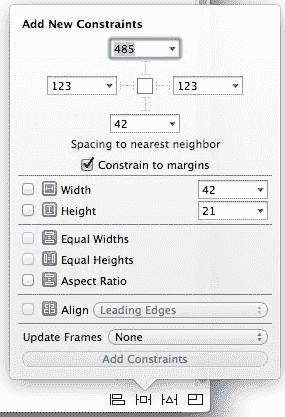 Add New Constraints
485
123 123
42
Spacing to nearest neighbor
Constrain to margins
Width 42
Height 21
Equal Widths
Equal Heights
Aspect Ratio
Align Leading Edges
Update Frames None
Add Constraints